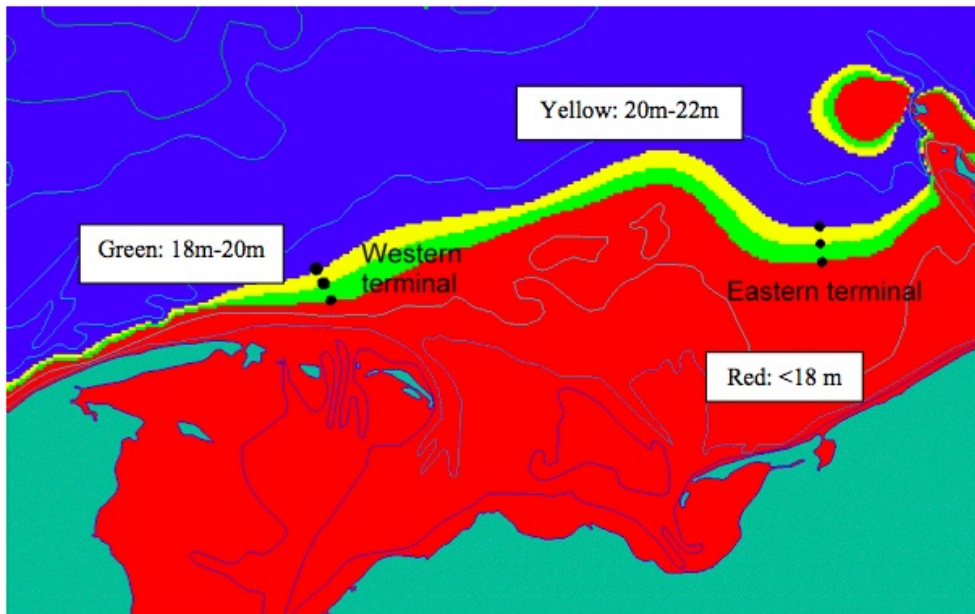 Yellow: 20m-22m
Green: 18m-20m
Western
terminal
Eastern terminal
Red: <18 m